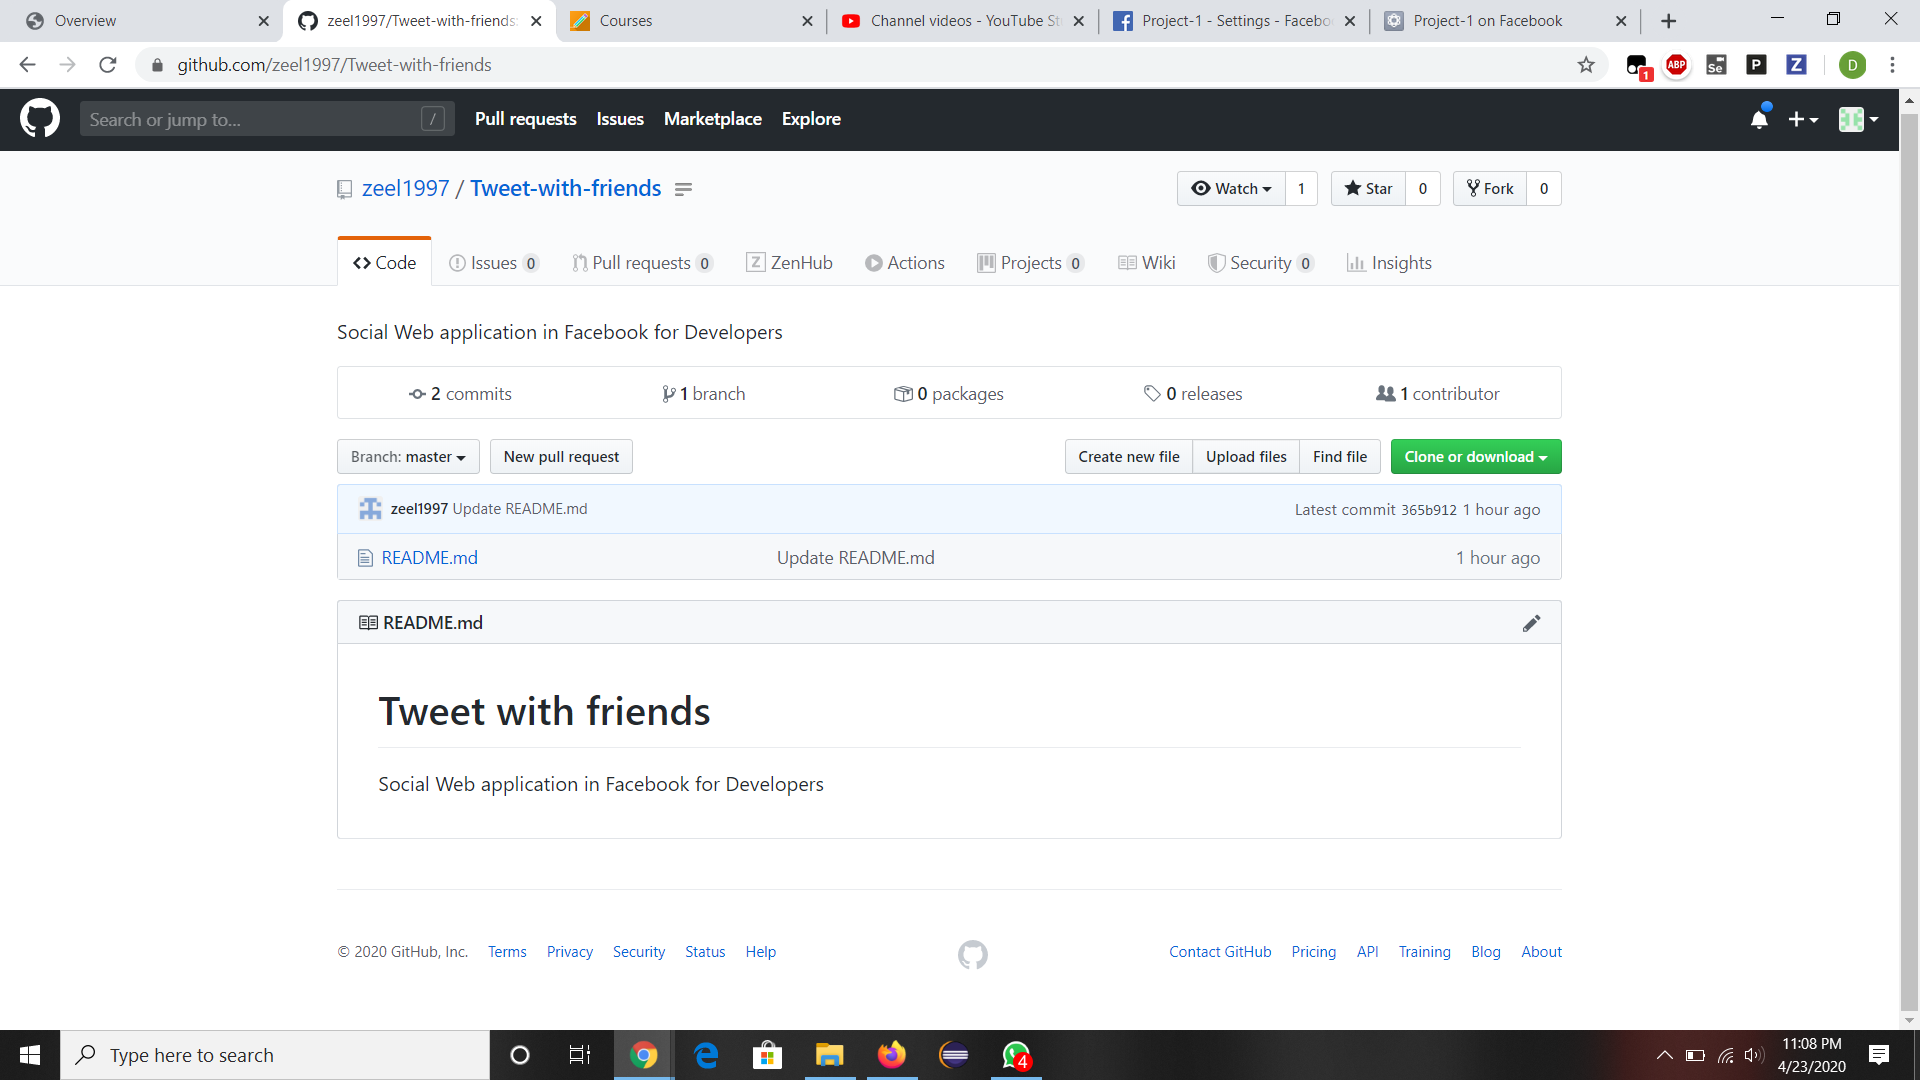 Overview
zeel1997/Tweet-with-friends:
Courses
Channel videos - YouTube St
Project-1 - Settings - Facebo
Project-1 on Facebook
github.com/zeel1997/Tweet-with-friends
1
ABP
Se
P
Z
D
Search or jump to...
/
Pull requests Issues Marketplace Explore
zeel1997 / Tweet-with-friends
Watch 1
Star 0
Fork 0
Code
Issues 0
Pull requests 0
Z ZenHub
Actions
Projects 0
Wiki
Security 0
Insights
Social Web application in Facebook for Developers
2 commits
1 branch
0 packages
0 releases
1 contributor
Branch: master
New pull request
Create new file
Upload files
Find file
Clone or download
zeel1997 Update README.md
Latest commit 365b912 1 hour ago
README.md
Update README.md
1 hour ago
README.md
Tweet with friends
Social Web application in Facebook for Developers
© 2020 GitHub, Inc. Terms Privacy Security Status Help
Contact GitHub Pricing API Training Blog About
Type here to search
4
11:08 PM
4/23/2020